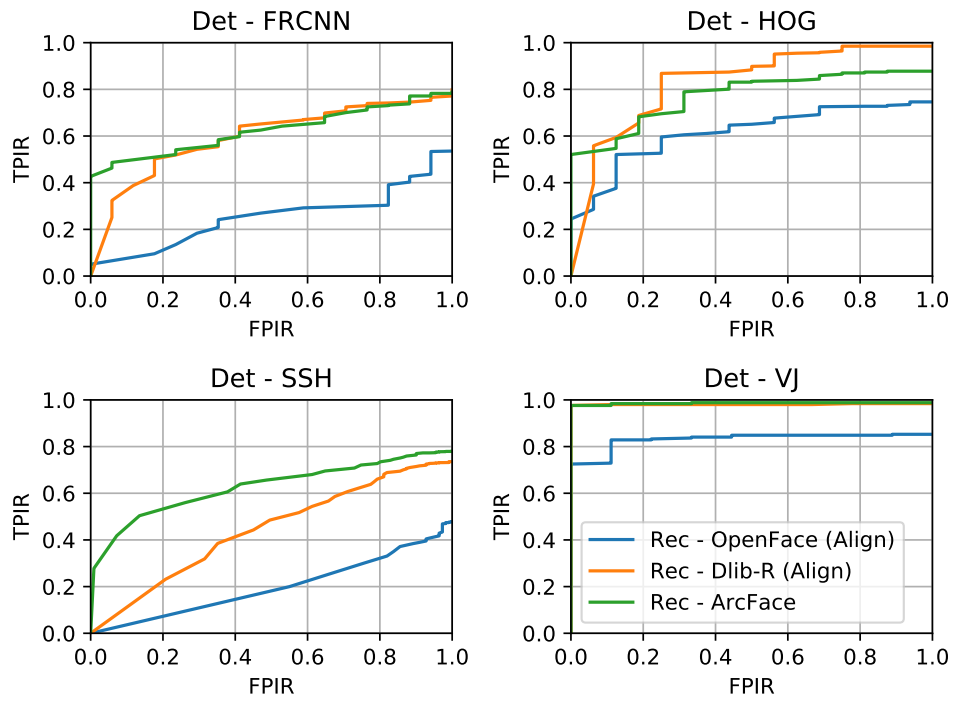 Det - FRCNN
1.0
0.8
0.6
0.4
0.2
0.0
TPIR
0.0 0.2 0.4 0.6 0.8 1.0
FPIR
Det - HOG
1.0
0.8
0.6
0.4
0.2
0.0
TPIR
0.0 0.2 0.4 0.6 0.8 1.0
FPIR
Det - SSH
1.0
0.8
0.6
0.4
0.2
0.0
TPIR
0.0 0.2 0.4 0.6 0.8 1.0
FPIR
Det - VJ
1.0
0.8
0.6
0.4
0.2
0.0
TPIR
Rec - OpenFace (Align)
Rec - Dlib-R (Align)
Rec - ArcFace
0.0 0.2 0.4 0.6 0.8 1.0
FPIR